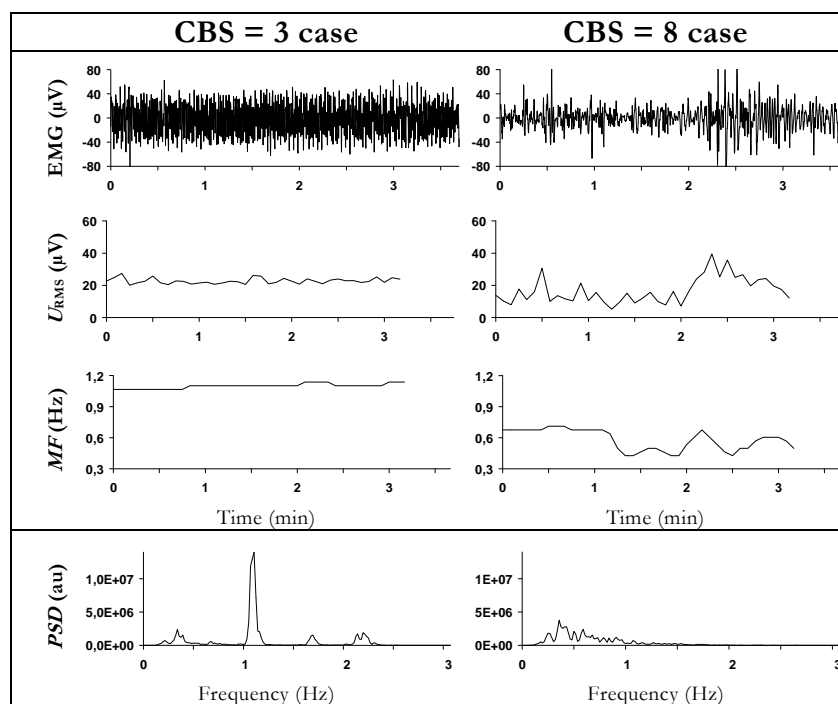 CBS = 3 case CBS = 8 case
EMG (µV)
80 80
40 40
0 0
-40 -40
-80 -80
0 1 2 3 0 1 2 3
URMS (µV)
60 60
40 40
20 20
0 0
0 1 2 3 0 1 2 3
MF (Hz)
1,2 1,2
0,9 0,9
0,6 0,6
0,3 0,3
0 1 2 3 0 1 2 3
Time (min) Time (min)
PSD (au)
1,0E+07 1E+07
5,0E+06 5E+06
0,0E+00 0E+00
0 1 2 3 0 1 2 3
Frequency (Hz) Frequency (Hz)